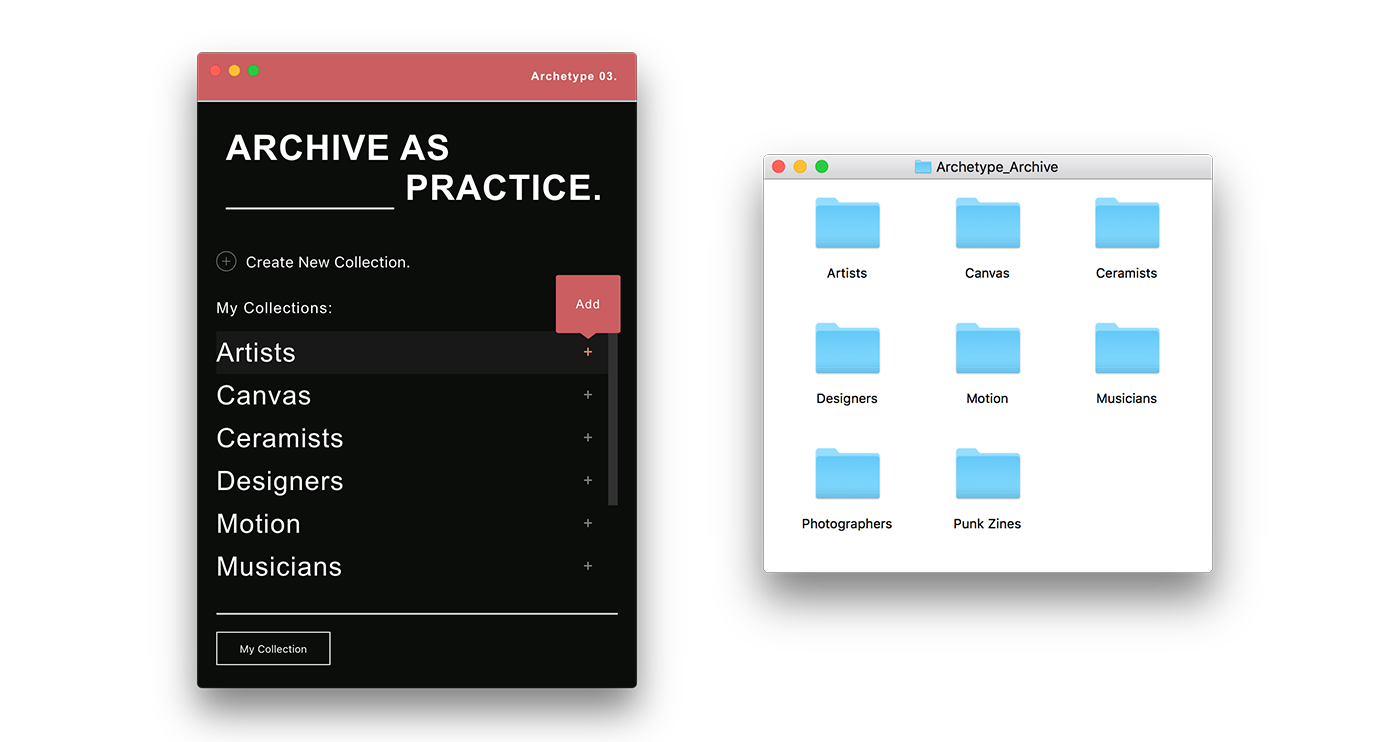 Archetype 03.
ARCHIVE AS
PRACTICE.
Create New Collection.
Add
My Collections:
Artists +
Canvas +
Ceramists +
Designers +
Motion +
Musicians +
My Collection
Archetype_Archive
Artists Canvas Ceramists
Designers Motion Musicians
Photographers Punk Zines